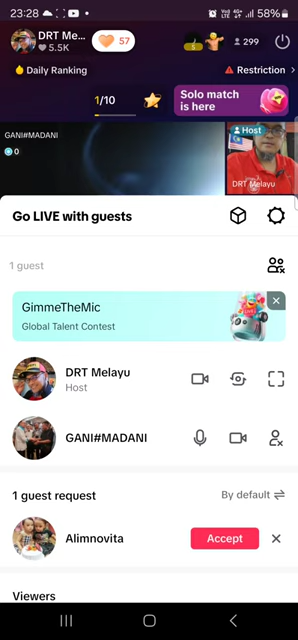 23:28
58%
DRT Me...
5.5K
57
299
Daily Ranking
Restriction
1/10
Solo match
is here
GANI#MADANI
0
Host
DRT Melayu
Go LIVE with guests
1 guest
GimmeTheMic
Global Talent Contest
DRT Melayu
Host
GANI#MADANI
1 guest request
By default
Alimnovita
Accept
Viewers